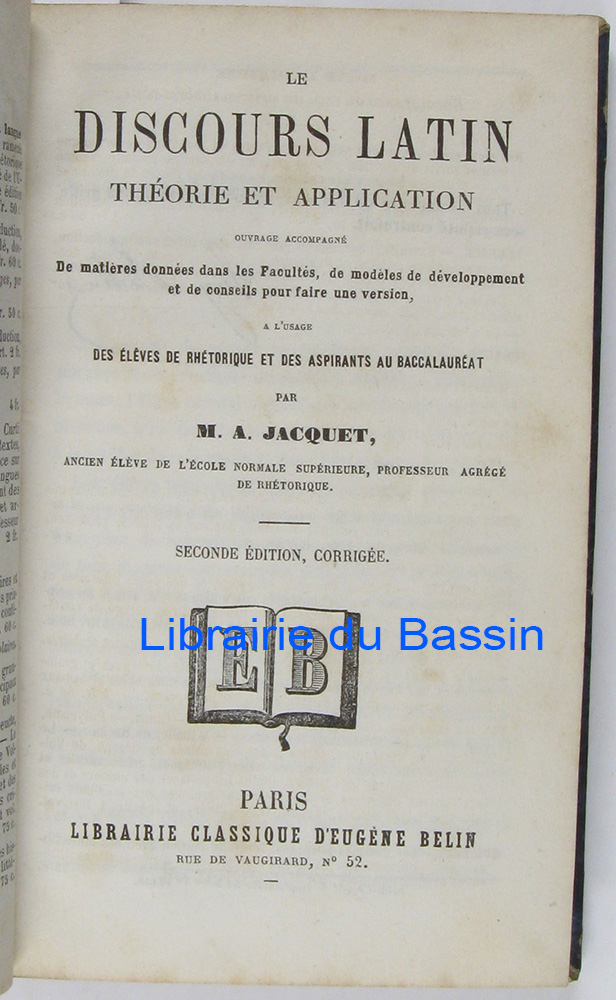 LE
DISCOURS LATIN
THÉORIE ET APPLICATION
OUVRAGE ACCOMPAGNÉ
De matières données dans les Facultés, de modèles de développement
et de conseils pour faire une version,
A L'USAGE
DES ÉLÈVES DE RHÉTORIQUE ET DES ASPIRANTS AU BACCALAURÉAT
PAR
M. A. JACQUET,
ANCIEN ÉLÈVE DE L'ÉCOLE NORMALE SUPÉRIEURE, PROFESSEUR AGRÉGÉ
DE RHÉTORIQUE.
SECONDE ÉDITION, CORRIGÉE.
Librairie du Bassin
E B
PARIS
LIBRAIRIE CLASSIQUE D'EUGÈNE BELIN
RUE DE VAUGIRARD, Nº 52.